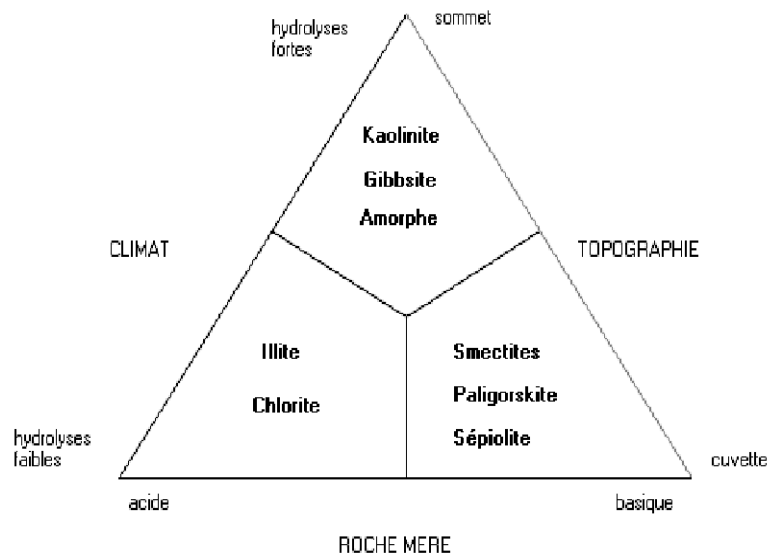 hydrolyses
fortes
sommet
Kaolinite
Gibbsite
Amorphe
CLIMAT
TOPOGRAPHIE
Illite
Chlorite
Smectites
Paligorskite
Sépiolite
hydrolyses
faibles
cuvette
acide
basique
ROCHE MERE